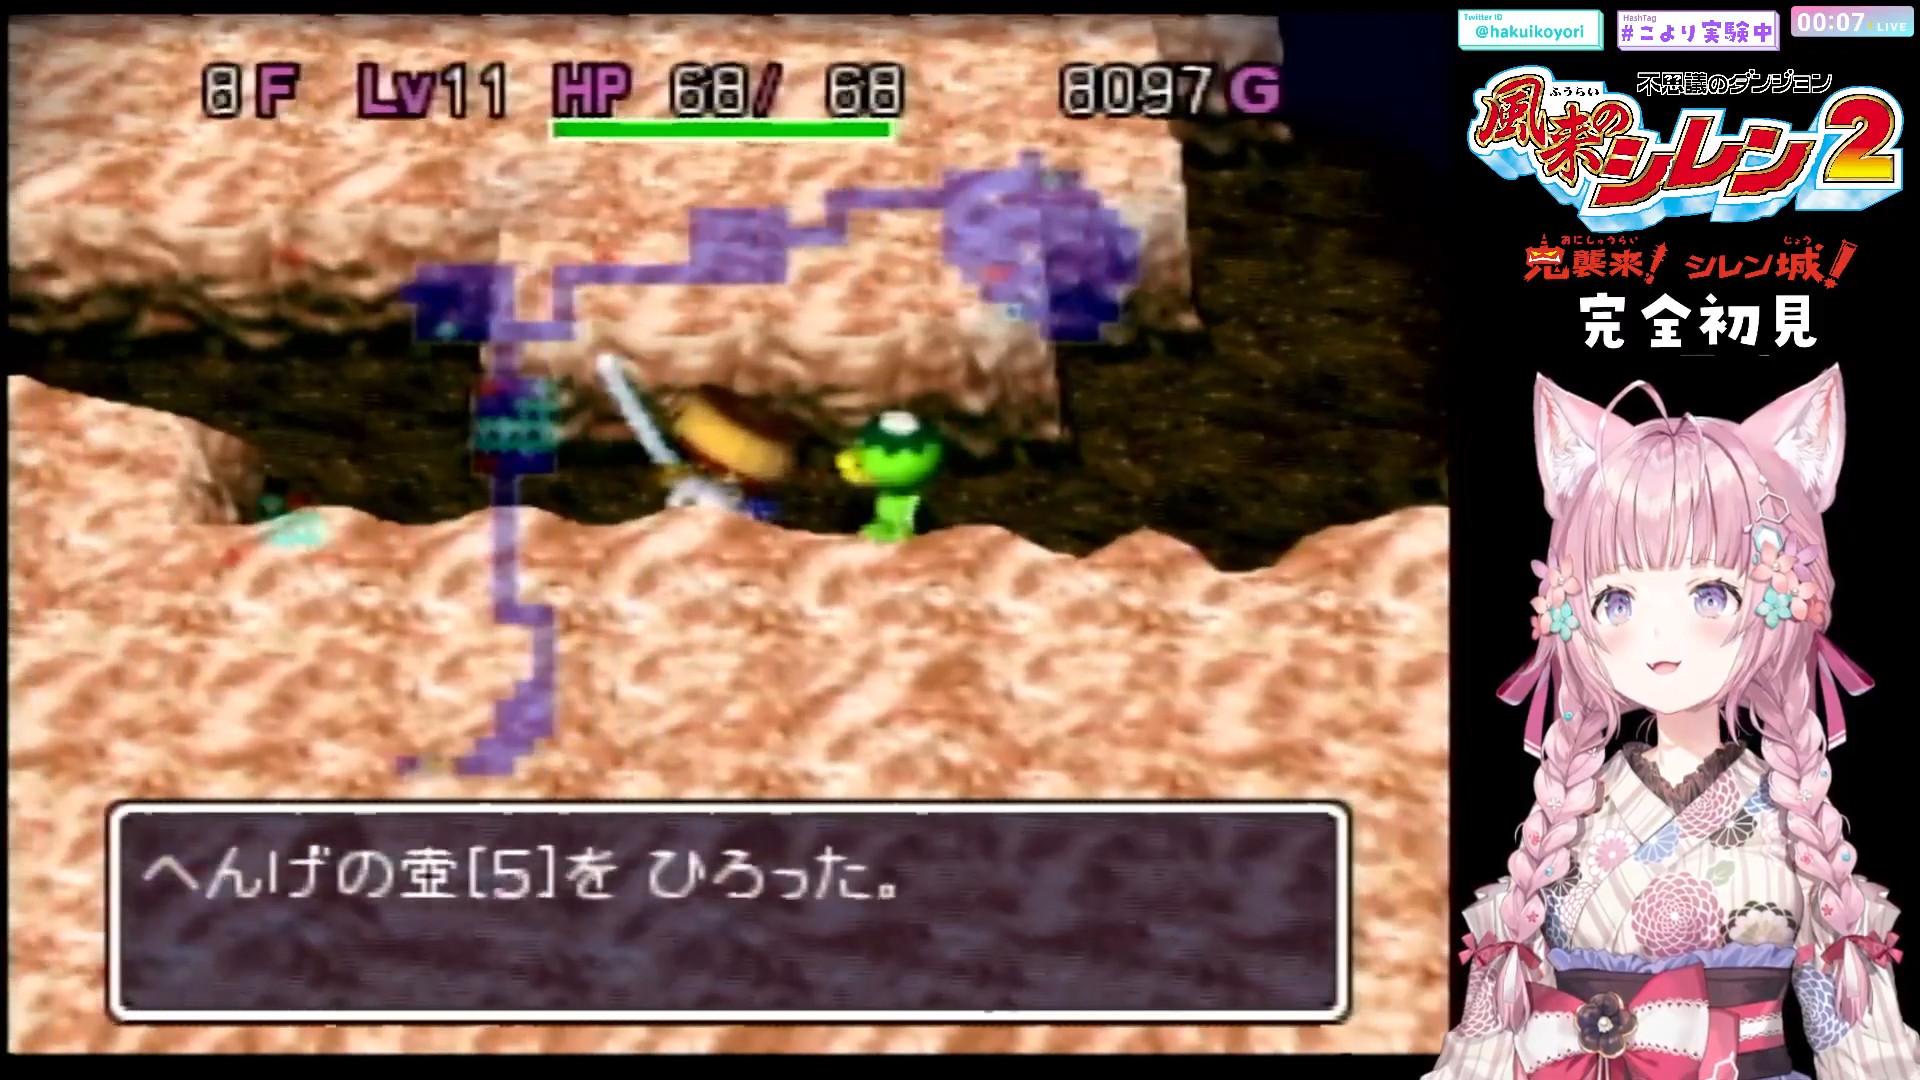 8F Lv11 HP 68/ 68 8097G
へんげの壺[5]を ひろった。
Twitter ID
@hakuikoyori
HashTag
#こより実験中
00:07 LIVE
不思議のダンジョン
ふうらい
風来のシレン2
おにしゅうらい じょう
鬼襲来! シレン城!
完全初見